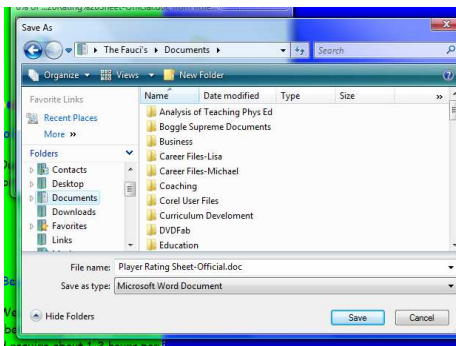 Save As
The Fauci's ▸ Documents ▸
Search
Organize
Views
New Folder
Favorite Links
Recent Places
More »
Folders
Contacts
Desktop
Documents
Downloads
Favorites
Links
Name Date modified Type Size »
Analysis of Teaching Phys Ed
Boggle Supreme Documents
Business
Career Files-Lisa
Career Files-Michael
Coaching
Corel User Files
Curriculum Develoment
DVDFab
Education
File name: Player Rating Sheet-Official.doc
Save as type: Microsoft Word Document
Hide Folders
Save
Cancel